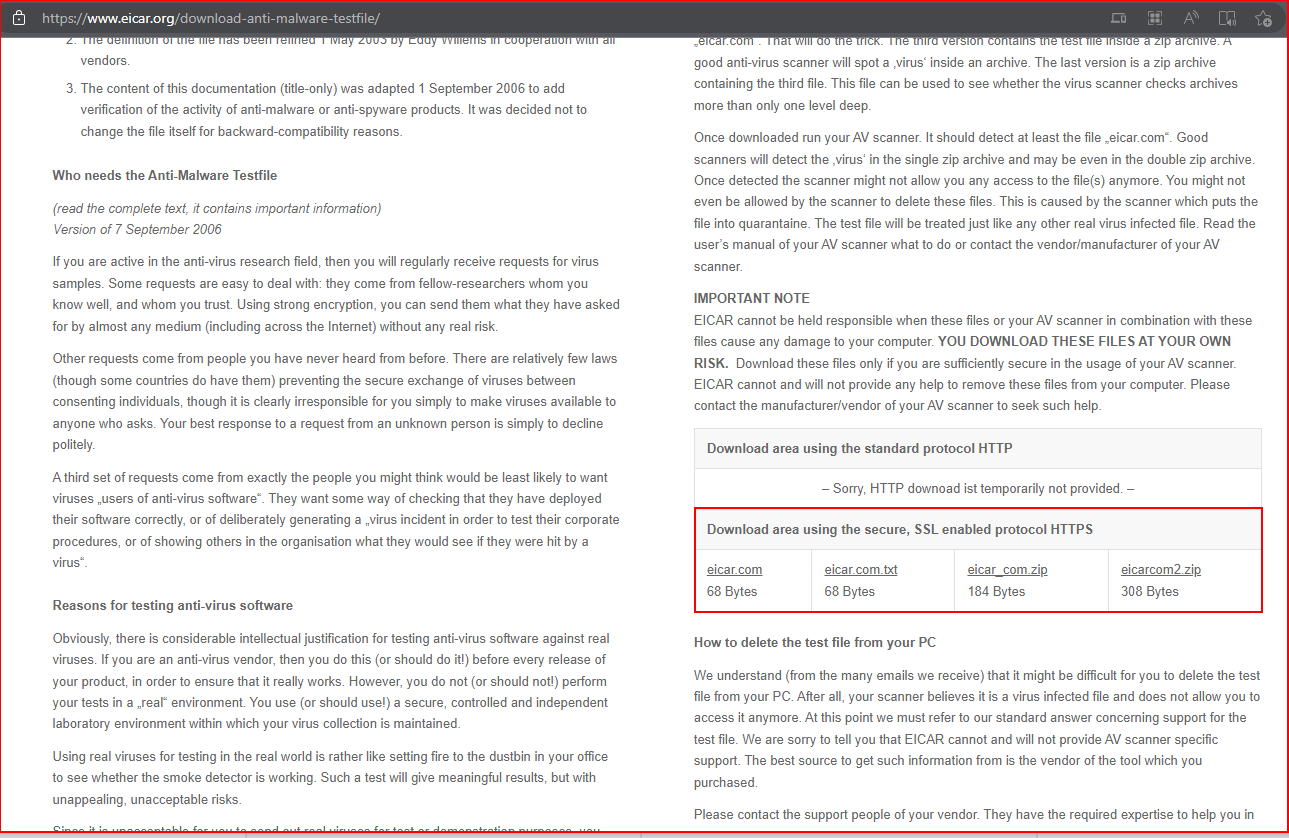 https://www.eicar.org/download-anti-malware-testfile/
2. The definition of the file has been refined 1 May 2003 by Eddy Willems in cooperation with all
vendors.
3. The content of this documentation (title-only) was adapted 1 September 2006 to add
verification of the activity of anti-malware or anti-spyware products. It was decided not to
change the file itself for backward-compatibility reasons.
Who needs the Anti-Malware Testfile
(read the complete text, it contains important information)
Version of 7 September 2006
If you are active in the anti-virus research field, then you will regularly receive requests for virus
samples. Some requests are easy to deal with: they come from fellow-researchers whom you
know well, and whom you trust. Using strong encryption, you can send them what they have asked
for by almost any medium (including across the Internet) without any real risk.
Other requests come from people you have never heard from before. There are relatively few laws
(though some countries do have them) preventing the secure exchange of viruses between
consenting individuals, though it is clearly irresponsible for you simply to make viruses available to
anyone who asks. Your best response to a request from an unknown person is simply to decline
politely.
A third set of requests come from exactly the people you might think would be least likely to want
viruses „users of anti-virus software“. They want some way of checking that they have deployed
their software correctly, or of deliberately generating a „virus incident in order to test their corporate
procedures, or of showing others in the organisation what they would see if they were hit by a
virus“.
Reasons for testing anti-virus software
Obviously, there is considerable intellectual justification for testing anti-virus software against real
viruses. If you are an anti-virus vendor, then you do this (or should do it!) before every release of
your product, in order to ensure that it really works. However, you do not (or should not!) perform
your tests in a „real“ environment. You use (or should use!) a secure, controlled and independent
laboratory environment within which your virus collection is maintained.
Using real viruses for testing in the real world is rather like setting fire to the dustbin in your office
to see whether the smoke detector is working. Such a test will give meaningful results, but with
unappealing, unacceptable risks.
Since it is unacceptable for you to send out real viruses for test or demonstration purposes, you
„eicar.com“. That will do the trick. The third version contains the test file inside a zip archive. A
good anti-virus scanner will spot a ‚virus‘ inside an archive. The last version is a zip archive
containing the third file. This file can be used to see whether the virus scanner checks archives
more than only one level deep.
Once downloaded run your AV scanner. It should detect at least the file „eicar.com“. Good
scanners will detect the ‚virus‘ in the single zip archive and may be even in the double zip archive.
Once detected the scanner might not allow you any access to the file(s) anymore. You might not
even be allowed by the scanner to delete these files. This is caused by the scanner which puts the
file into quarantaine. The test file will be treated just like any other real virus infected file. Read the
user’s manual of your AV scanner what to do or contact the vendor/manufacturer of your AV
scanner.
IMPORTANT NOTE
EICAR cannot be held responsible when these files or your AV scanner in combination with these
files cause any damage to your computer. YOU DOWNLOAD THESE FILES AT YOUR OWN
RISK. Download these files only if you are sufficiently secure in the usage of your AV scanner.
EICAR cannot and will not provide any help to remove these files from your computer. Please
contact the manufacturer/vendor of your AV scanner to seek such help.
Download area using the standard protocol HTTP
– Sorry, HTTP downoad ist temporarily not provided. –
Download area using the secure, SSL enabled protocol HTTPS
eicar.com eicar.com.txt eicar_com.zip eicarcom2.zip
68 Bytes 68 Bytes 184 Bytes 308 Bytes
How to delete the test file from your PC
We understand (from the many emails we receive) that it might be difficult for you to delete the test
file from your PC. After all, your scanner believes it is a virus infected file and does not allow you to
access it anymore. At this point we must refer to our standard answer concerning support for the
test file. We are sorry to tell you that EICAR cannot and will not provide AV scanner specific
support. The best source to get such information from is the vendor of the tool which you
purchased.
Please contact the support people of your vendor. They have the required expertise to help you in